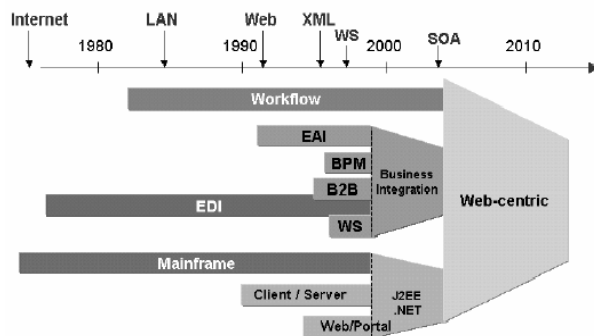 Internet LAN Web XML WS SOA
1980 1990 2000 2010
Workflow
EAI
BPM
B2B
EDI
WS
Business
Integration
Web-centric
Mainframe
Client / Server
Web/Portal
J2EE
.NET